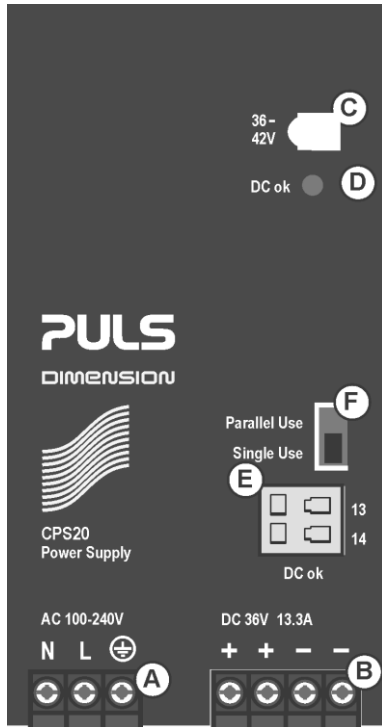 C
36-
42V
DC ok
D
PULS
DIMENSION
F
Parallel Use
Single Use
E
13
14
DC ok
CPS20
Power Supply
AC 100-240V
N L
A
DC 36V 13.3A
+ + − −
B